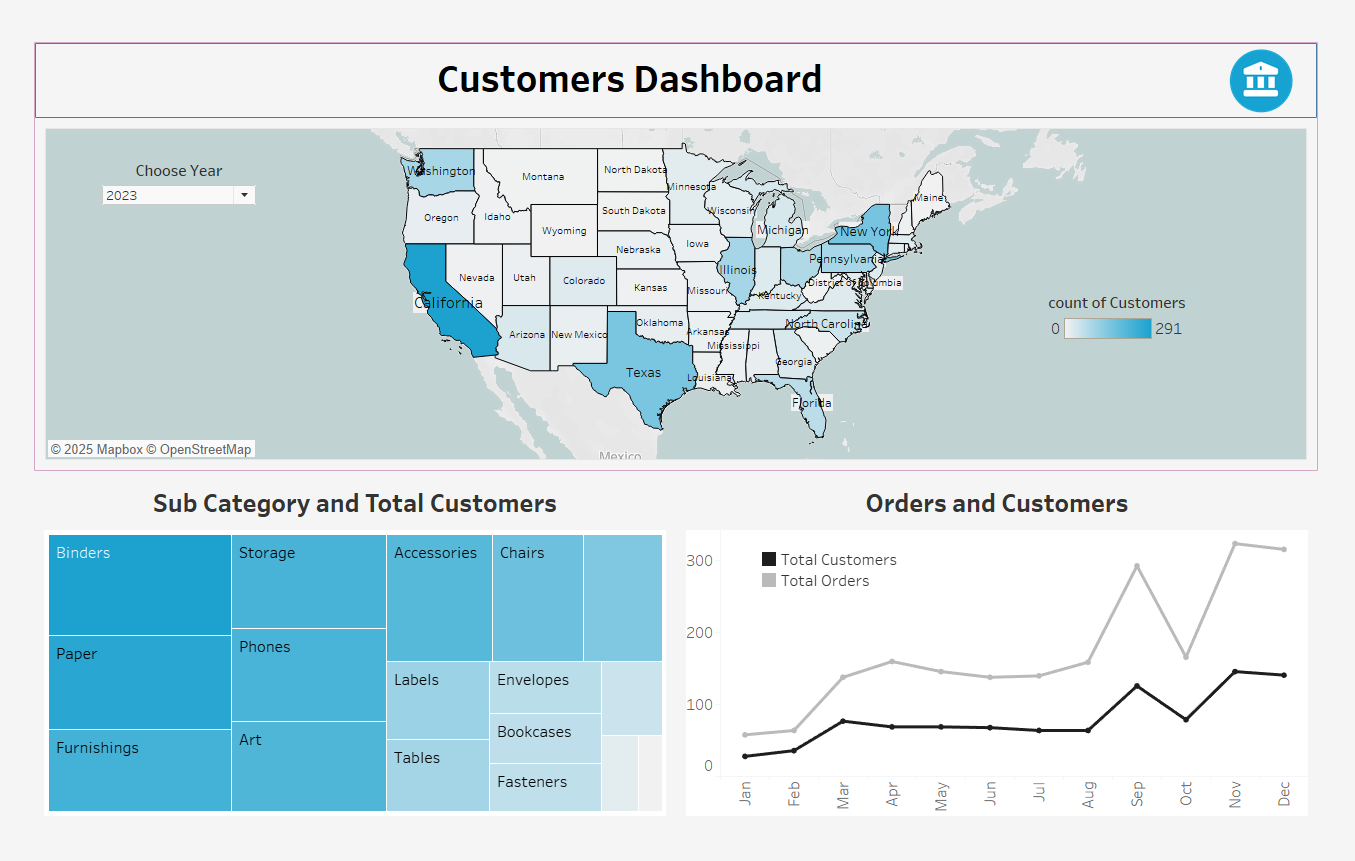 Customers Dashboard
Choose Year
2023
Washington
Montana
North Dakota
Minnesota
Maine
Oregon
Idaho
South Dakota
Wisconsin
Wyoming
Michigan
New York
Iowa
Nebraska
Pennsylvania
Illinois
Nevada
Utah
Colorado
Kansas
Missouri
District of Columbia
Kentucky
California
count of Customers
0
291
Oklahoma
North Carolina
Arizona
New Mexico
Arkansas
Mississippi
Georgia
Texas
Louisiana
Florida
© 2025 Mapbox © OpenStreetMap
Mexico
Sub Category and Total Customers
Binders
Storage
Accessories
Chairs
Paper
Phones
Labels
Envelopes
Furnishings
Art
Bookcases
Tables
Fasteners
Orders and Customers
Total Customers
Total Orders
300
200
100
0
Jan
Feb
Mar
Apr
May
Jun
Jul
Aug
Sep
Oct
Nov
Dec